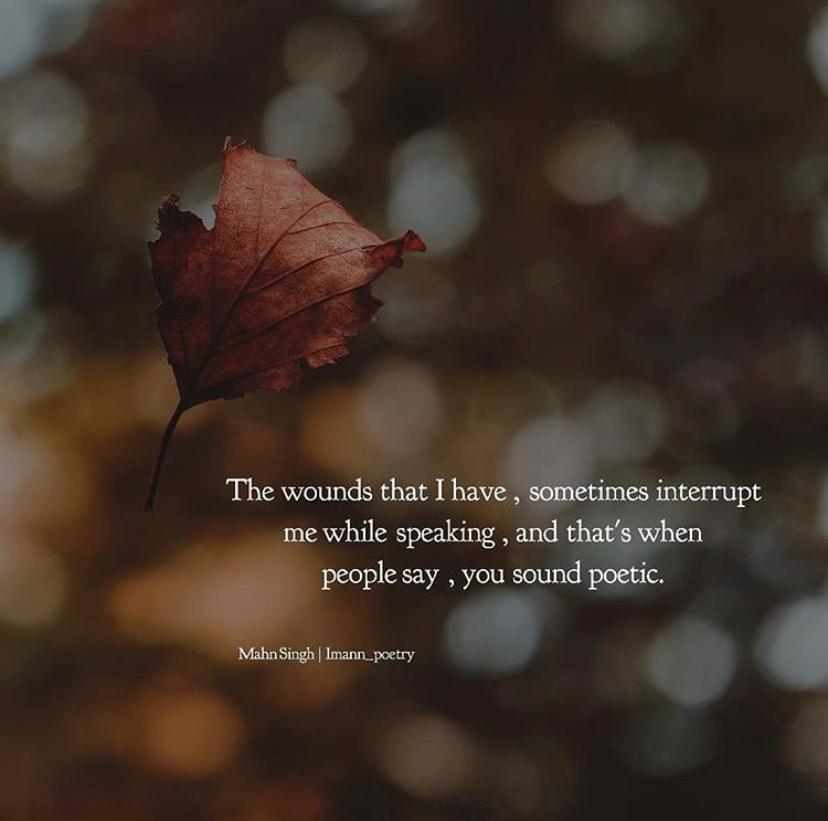 The wounds that I have , sometimes interrupt
me while speaking , and that's when
people say , you sound poetic.
Mahn Singh | Imann_poetry